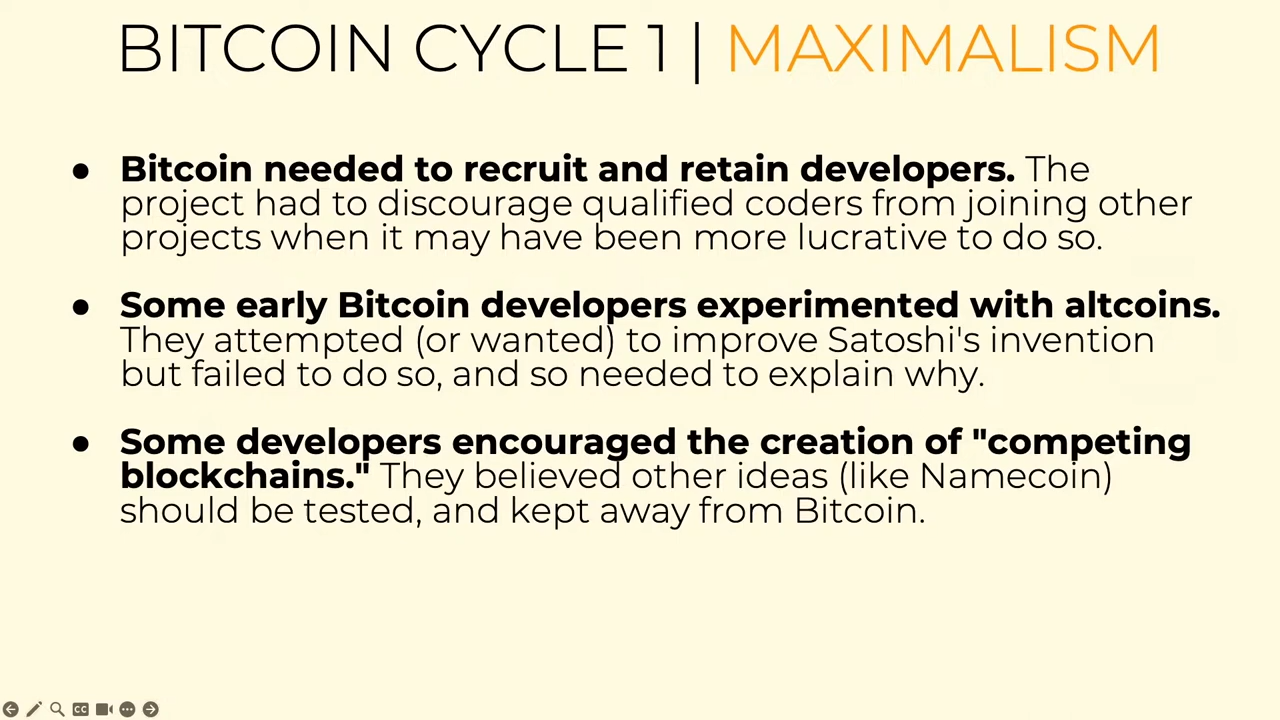 BITCOIN CYCLE 1 | MAXIMALISM
● Bitcoin needed to recruit and retain developers. The
project had to discourage qualified coders from joining other
projects when it may have been more lucrative to do so.
● Some early Bitcoin developers experimented with altcoins.
They attempted (or wanted) to improve Satoshi's invention
but failed to do so, and so needed to explain why.
● Some developers encouraged the creation of "competing
blockchains." They believed other ideas (like Namecoin)
should be tested, and kept away from Bitcoin.
CC